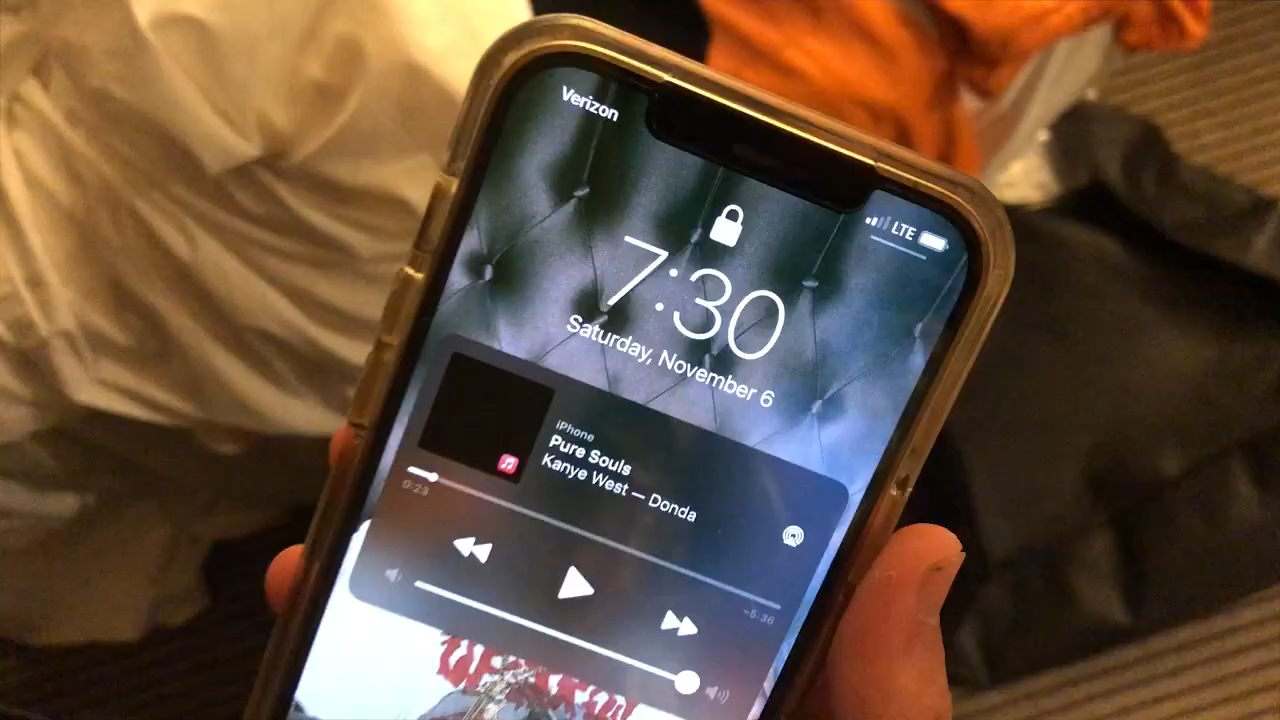 Verizon
LTE
7:30
Saturday, November 6
iPhone
Pure Souls
Kanye West — Donda
0:23
-5:36